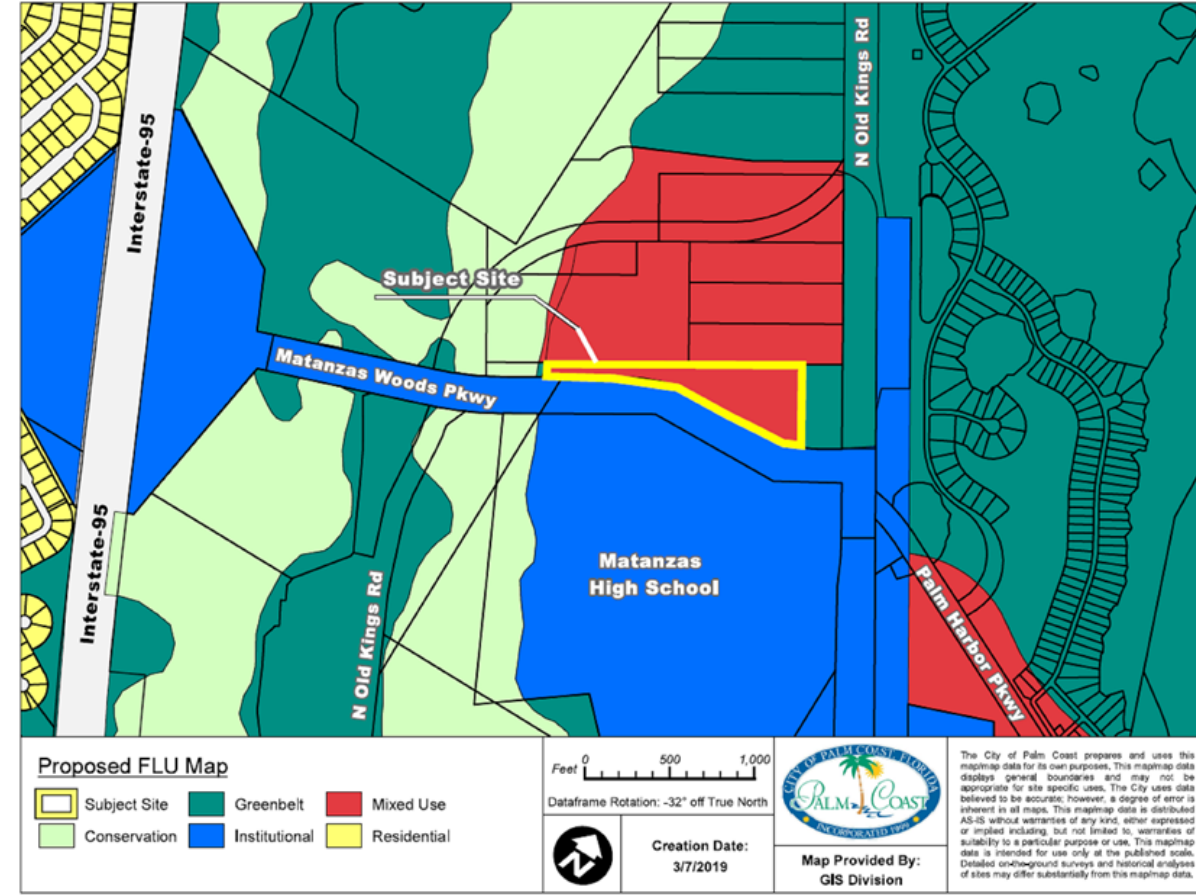 Interstate-95
N Old Kings Rd
Subject Site
Matanzas Woods Pkwy
Interstate-95
N Old Kings Rd
Matanzas
High School
Palm Harbor Pkwy
Proposed FLU Map
Subject Site
Greenbelt
Mixed Use
Conservation
Institutional
Residential
Feet
0 500 1,000
Dataframe Rotation: -32° off True North
N
Creation Date:
3/7/2019
CITY OF PALM COAST, FLORIDA
PALM COAST
INCORPORATED 1999
Map Provided By:
GIS Division
The City of Palm Coast prepares and uses this
map/map data for its own purposes. This map/map data
displays general boundaries and may not be
appropriate for site specific uses. The City uses data
believed to be accurate; however, a degree of error is
inherent in all maps. This map/map data is distributed
AS-IS without warranties of any kind, either expressed
or implied including, but not limited to, warranties of
suitability to a particular purpose or use. This map/map
data is intended for use only at the published scale.
Detailed on-the-ground surveys and historical analyses
of sites may differ substantially from this map/map data.